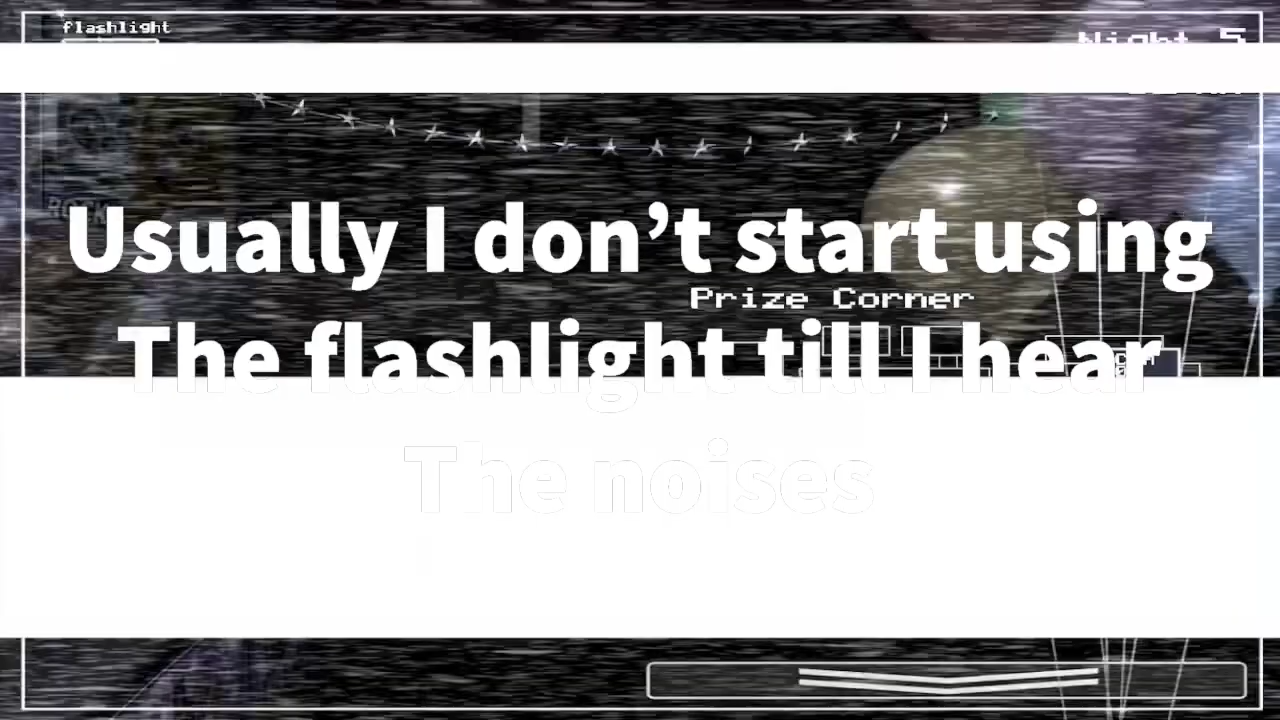 flashlight
Night 5
Usually I don’t start using
Prize Corner
The flashlight till I hear
The noises